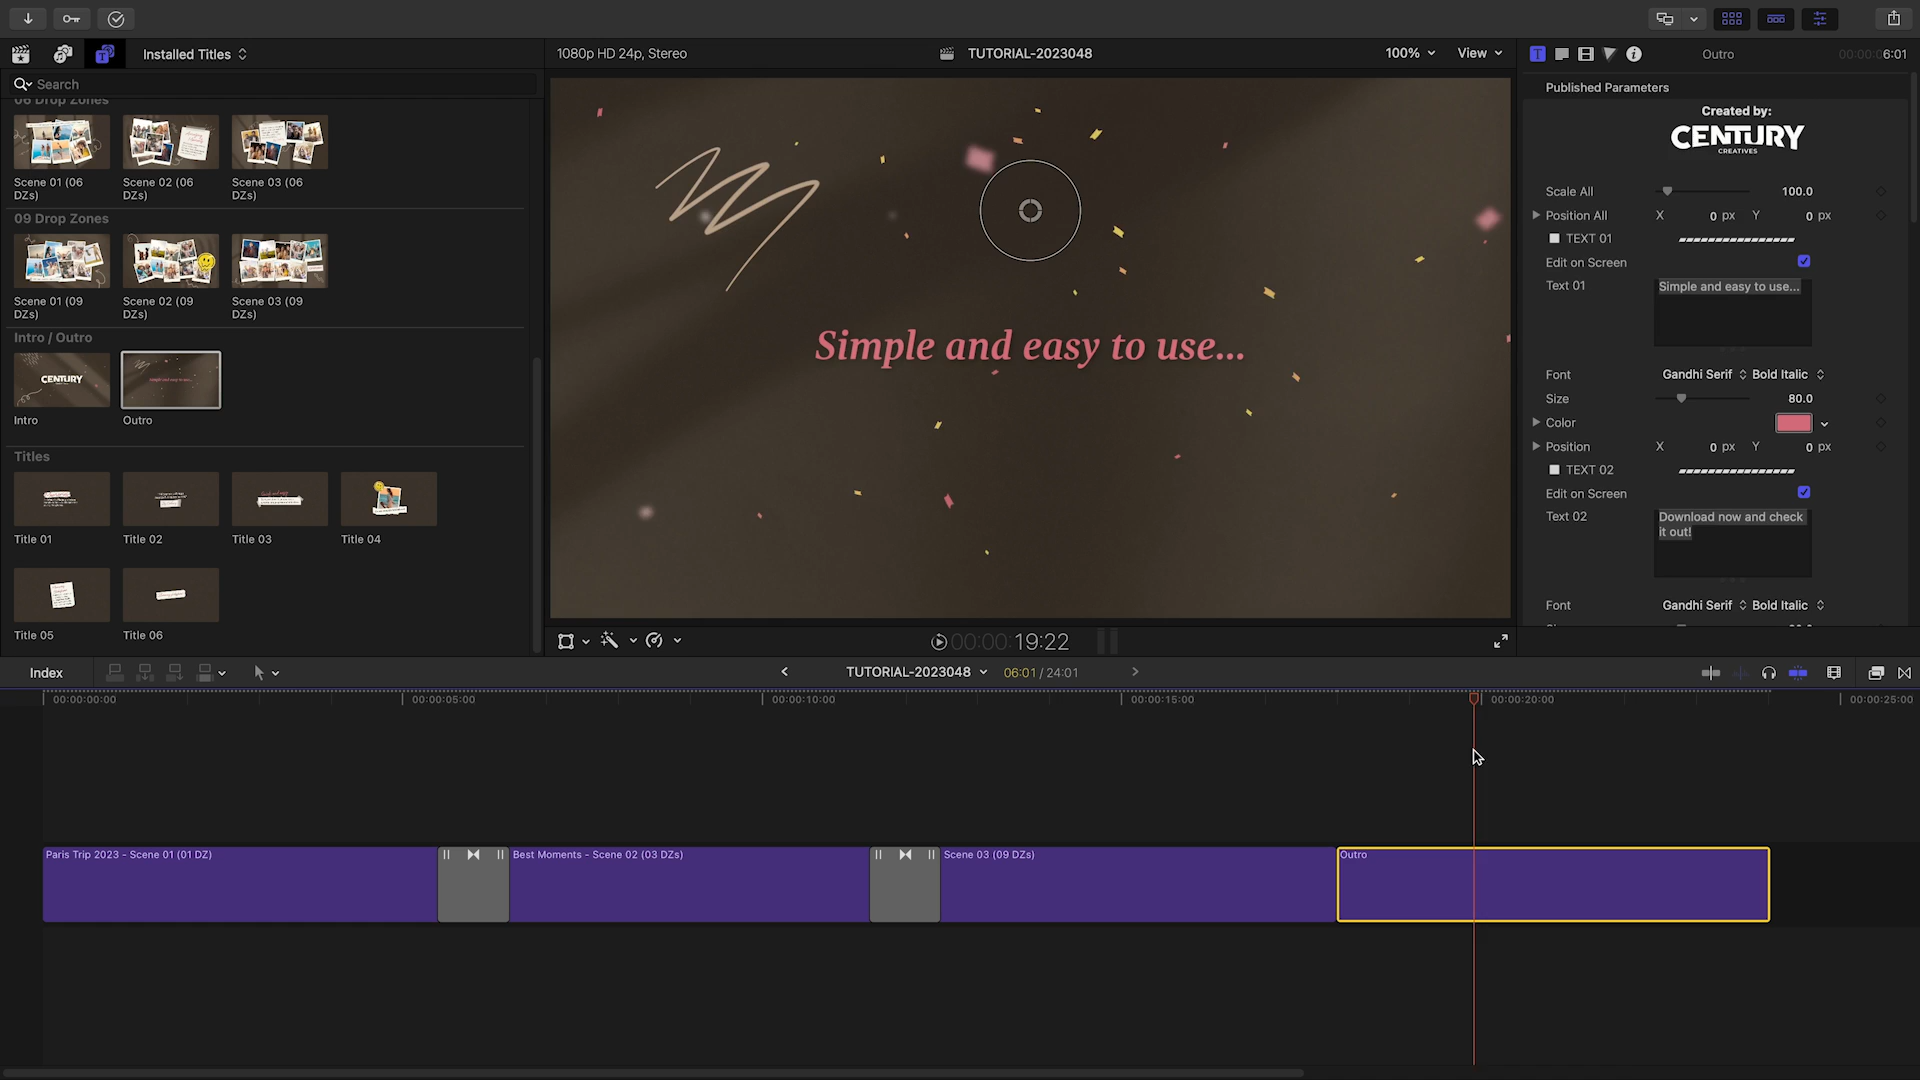 Installed Titles
1080p HD 24p, Stereo
TUTORIAL-2023048
100%
View
Outro
00:00:06:01
Search
06 Drop Zones
Scene 01 (06 DZs)
Scene 02 (06 DZs)
Scene 03 (06 DZs)
09 Drop Zones
Scene 01 (09 DZs)
Scene 02 (09 DZs)
Scene 03 (09 DZs)
Intro / Outro
CENTURY
Intro
Outro
Titles
Title 01
Title 02
Title 03
Title 04
Title 05
Title 06
Simple and easy to use...
00:00:19:22
Published Parameters
Created by:
CENTURY
CREATIVES
Scale All 100.0
Position All X 0 px Y 0 px
TEXT 01
Edit on Screen
Text 01 Simple and easy to use...
Font Gandhi Serif Bold Italic
Size 80.0
Color
Position X 0 px Y 0 px
TEXT 02
Edit on Screen
Text 02 Download now and check
it out!
Font Gandhi Serif Bold Italic
Index
TUTORIAL-2023048
06:01 / 24:01
00:00:00:00
00:00:05:00
00:00:10:00
00:00:15:00
00:00:20:00
00:00:25:00
Paris Trip 2023 - Scene 01 (01 DZ)
Best Moments - Scene 02 (03 DZs)
Scene 03 (09 DZs)
Outro